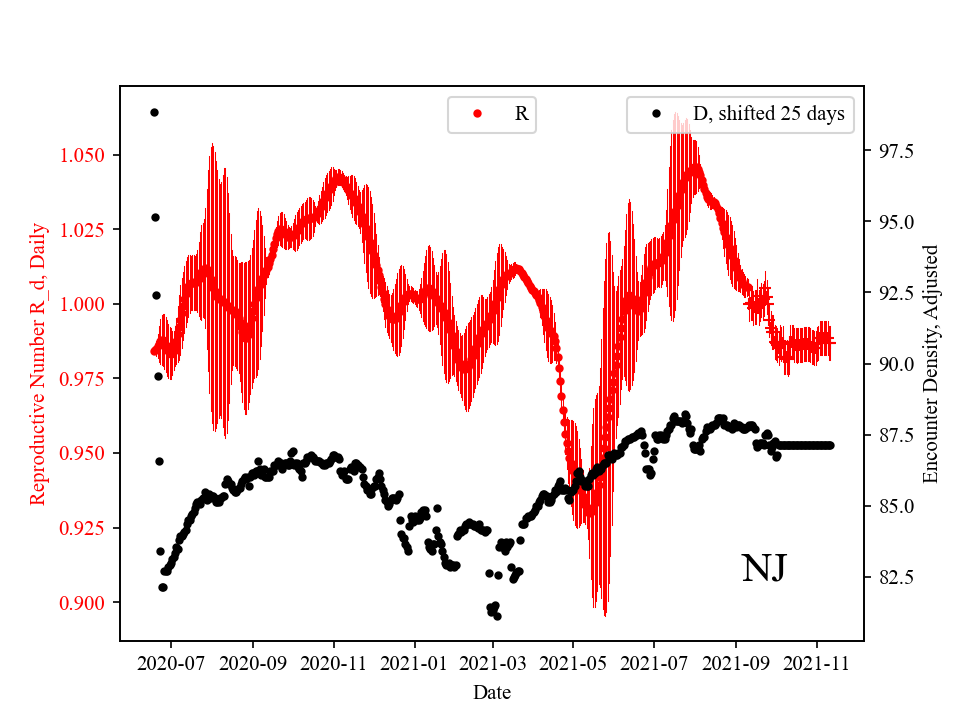 R
D, shifted 25 days
1.050
1.025
1.000
0.975
0.950
0.925
0.900
Reproductive Number R_d, Daily
97.5
95.0
92.5
90.0
87.5
85.0
82.5
Encounter Density, Adjusted
NJ
2020-07 2020-09 2020-11 2021-01 2021-03 2021-05 2021-07 2021-09 2021-11
Date